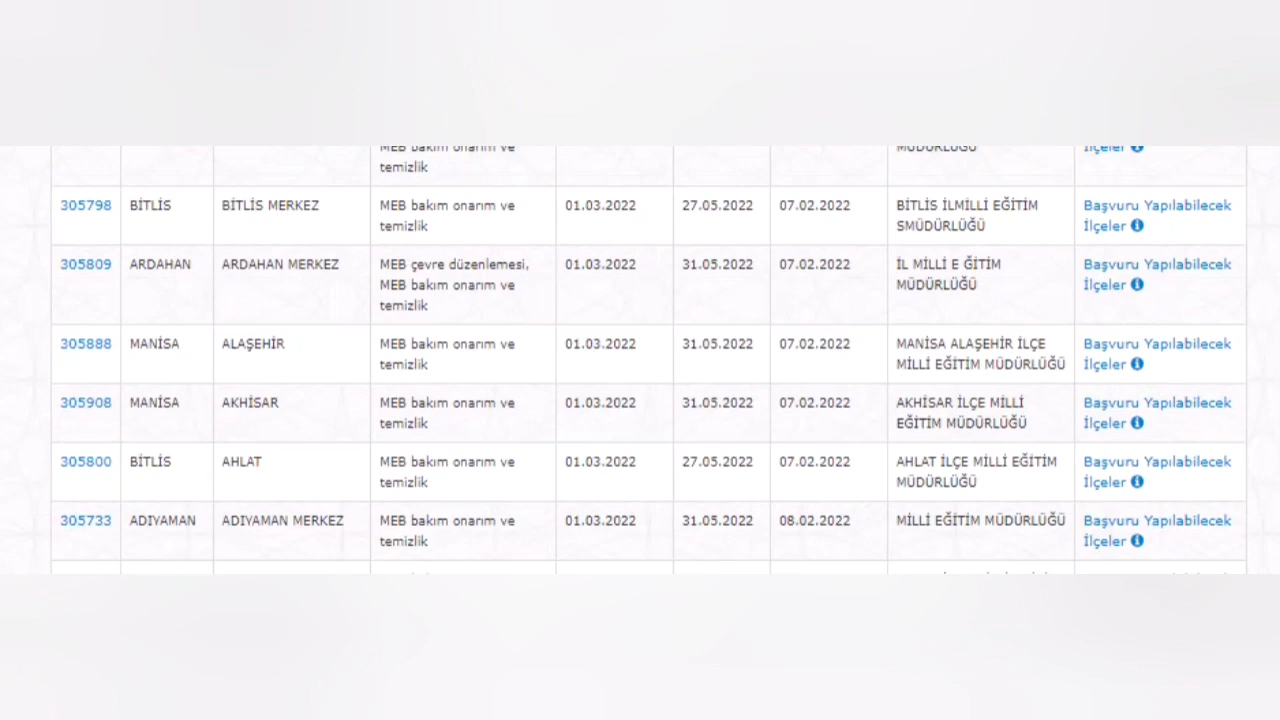 MEB bakım onarım ve
temizlik
MÜDÜRLÜĞÜ
İlçeler
305798 BİTLİS BİTLİS MERKEZ MEB bakım onarım ve 01.03.2022 27.05.2022 07.02.2022 BİTLİS İLMİLLİ EĞİTİM Başvuru Yapılabilecek
temizlik SMÜDÜRLÜĞÜ İlçeler
305809 ARDAHAN ARDAHAN MERKEZ MEB çevre düzenlemesi, 01.03.2022 31.05.2022 07.02.2022 İL MİLLİ E ĞİTİM Başvuru Yapılabilecek
MEB bakım onarım ve MÜDÜRLÜĞÜ İlçeler
temizlik
305888 MANİSA ALAŞEHİR MEB bakım onarım ve 01.03.2022 31.05.2022 07.02.2022 MANİSA ALAŞEHİR İLÇE Başvuru Yapılabilecek
temizlik MİLLİ EĞİTİM MÜDÜRLÜĞÜ İlçeler
305908 MANİSA AKHİSAR MEB bakım onarım ve 01.03.2022 31.05.2022 07.02.2022 AKHİSAR İLÇE MİLLİ Başvuru Yapılabilecek
temizlik EĞİTİM MÜDÜRLÜĞÜ İlçeler
305800 BİTLİS AHLAT MEB bakım onarım ve 01.03.2022 27.05.2022 07.02.2022 AHLAT İLÇE MİLLİ EĞİTİM Başvuru Yapılabilecek
temizlik MÜDÜRLÜĞÜ İlçeler
305733 ADIYAMAN ADIYAMAN MERKEZ MEB bakım onarım ve 01.03.2022 31.05.2022 08.02.2022 MİLLİ EĞİTİM MÜDÜRLÜĞÜ Başvuru Yapılabilecek
temizlik İlçeler